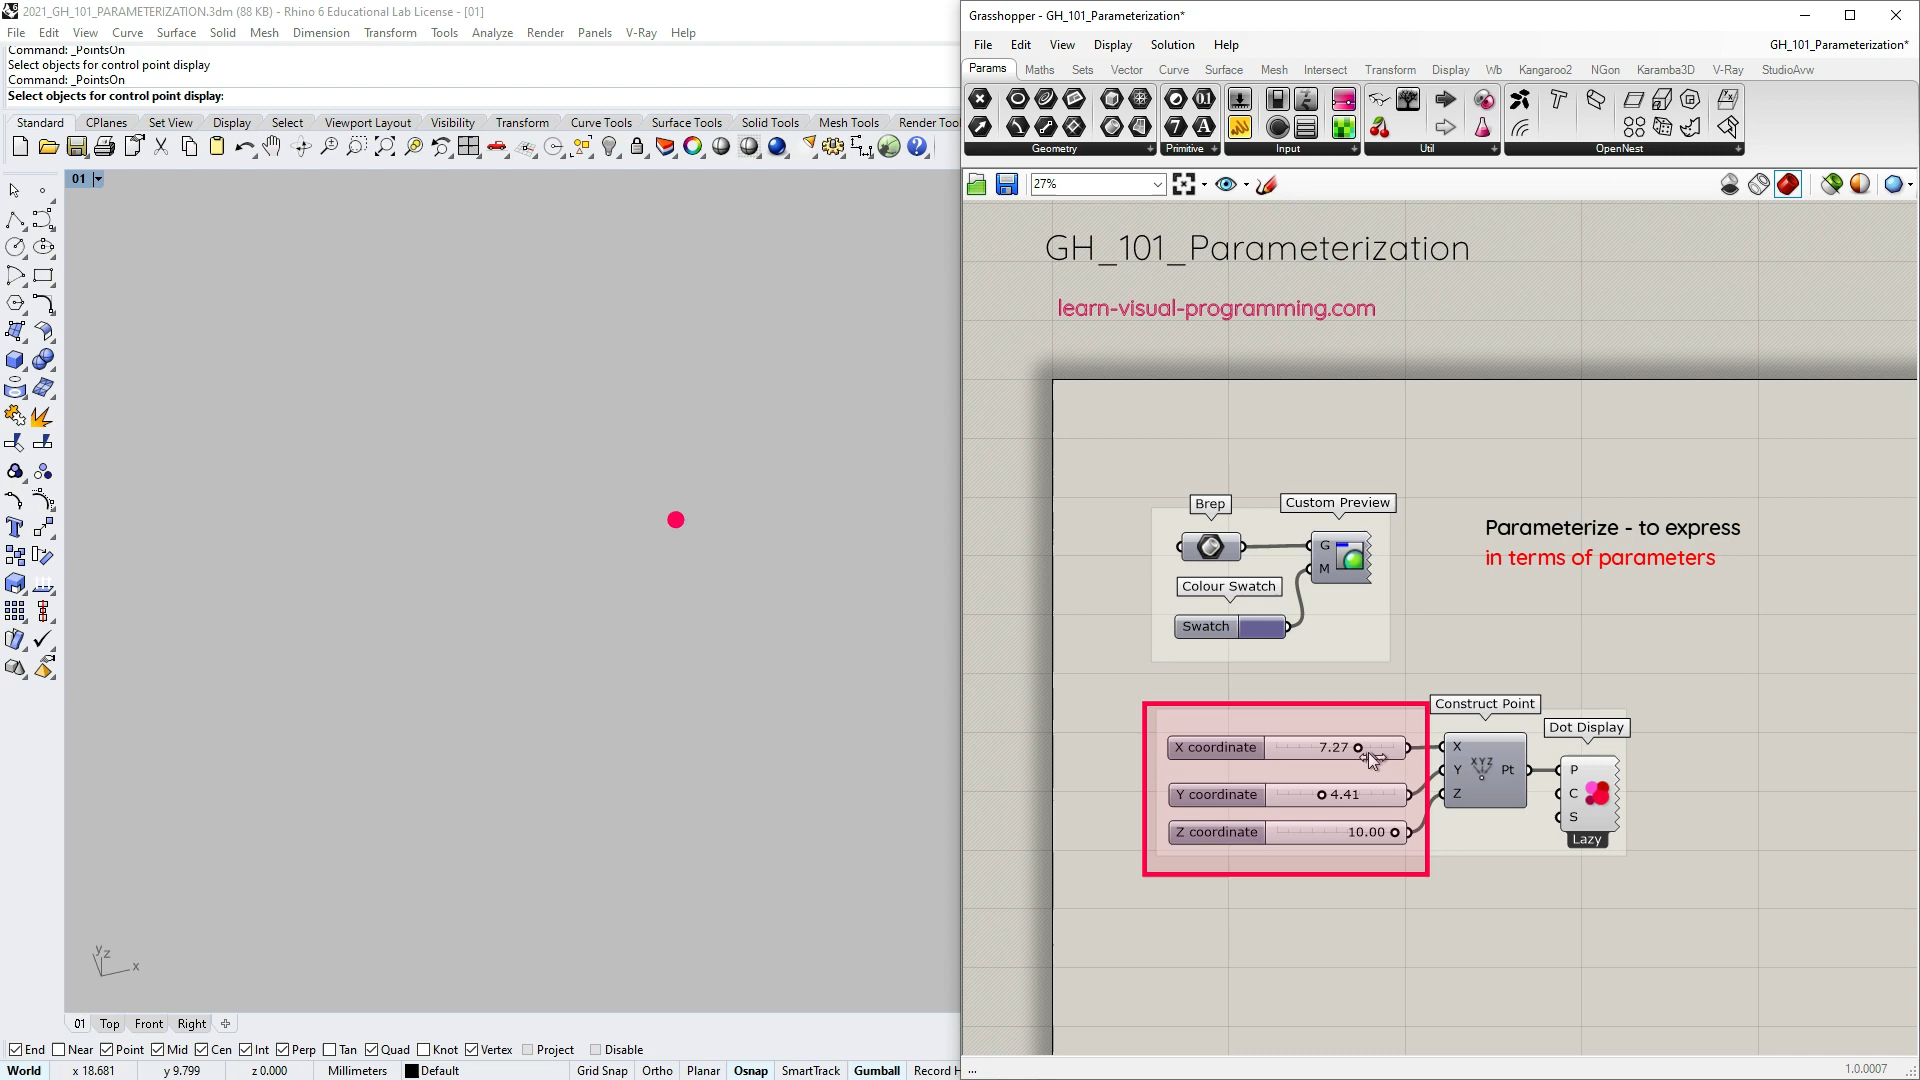 2021_GH_101_PARAMETERIZATION.3dm (88 KB) - Rhino 6 Educational Lab License - [01]
File Edit View Curve Surface Solid Mesh Dimension Transform Tools Analyze Render Panels V-Ray Help
Command: _PointsOn
Select objects for control point display
Command: _PointsOn
Select objects for control point display:
Standard CPlanes Set View Display Select Viewport Layout Visibility Transform Curve Tools Surface Tools Solid Tools Mesh Tools Render Tool
01
y z x
01 Top Front Right
End Near Point Mid Cen Int Perp Tan Quad Knot Vertex Project Disable
World x 18.681 y 9.799 z 0.000 Millimeters Default Grid Snap Ortho Planar Osnap SmartTrack Gumball Record H
Grasshopper - GH_101_Parameterization*
File Edit View Display Solution Help GH_101_Parameterization*
Params Maths Sets Vector Curve Surface Mesh Intersect Transform Display Wb Kangaroo2 NGon Karamba3D V-Ray StudioAvw
Geometry Primitive Input Util OpenNest
27%
GH_101_Parameterization
learn-visual-programming.com
Brep
Custom Preview
G
M
Colour Swatch
Swatch
Parameterize - to express
in terms of parameters
Construct Point
Dot Display
X coordinate 7.27
Y coordinate 4.41
Z coordinate 10.00
X
Y XYZ Pt
Z
P
C
S
Lazy
... 1.0.0007